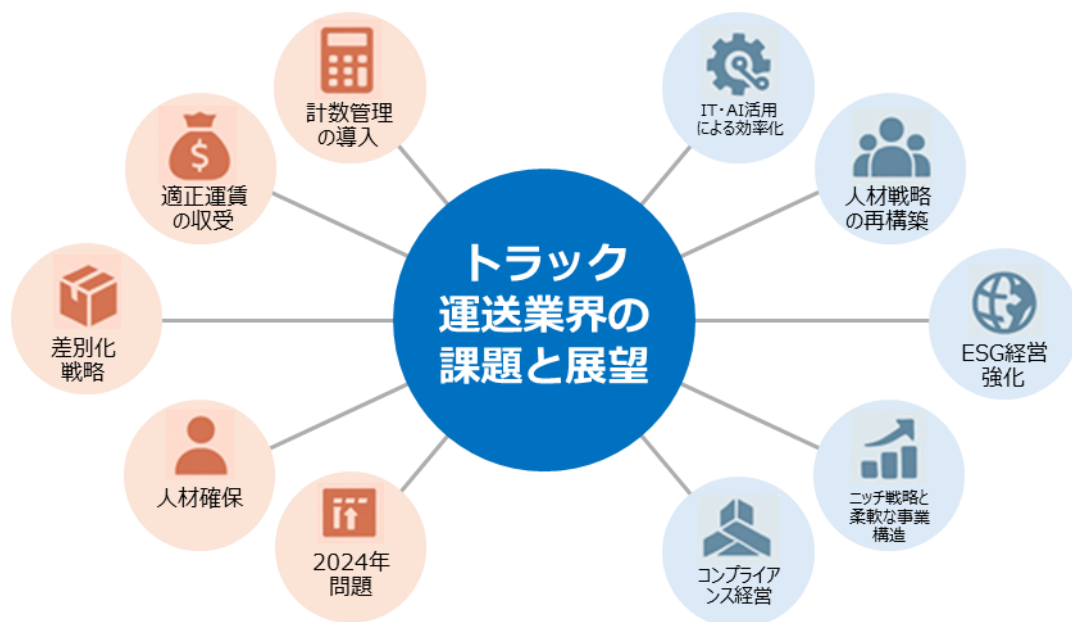 計数管理
の導入
適正運賃
の収受
差別化
戦略
人材確保
2024年
問題
トラック
運送業界の
課題と展望
IT・AI活用
による効率化
人材戦略
の再構築
ESG経営
強化
ニッチ戦略と
柔軟な事業
構造
コンプライア
ンス経営